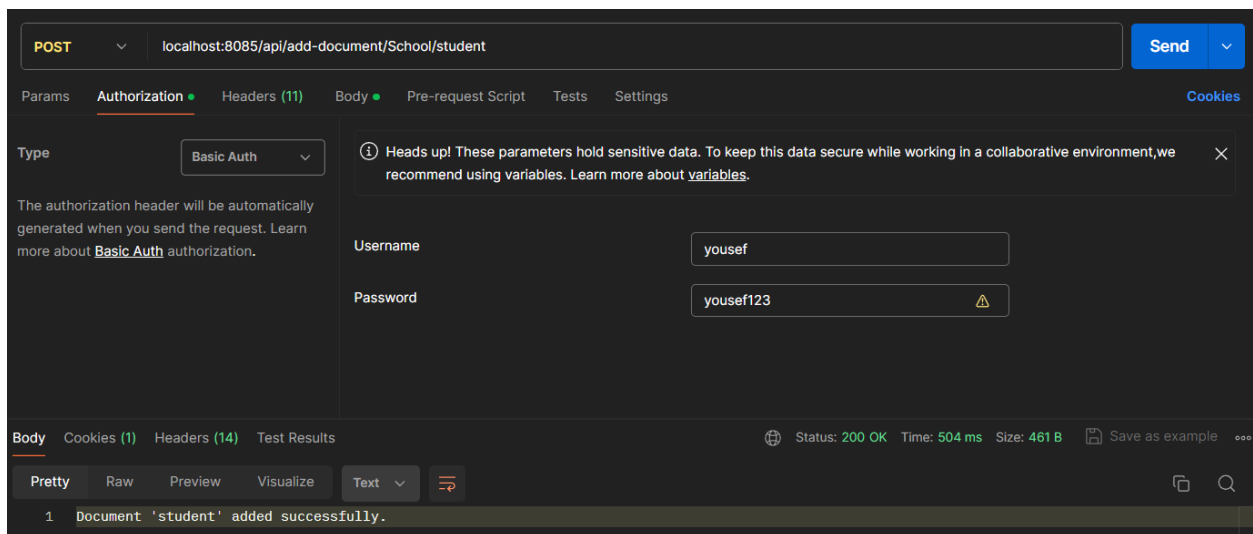 POST localhost:8085/api/add-document/School/student Send
Params Authorization Headers (11) Body Pre-request Script Tests Settings Cookies
Type Basic Auth
The authorization header will be automatically
generated when you send the request. Learn
more about Basic Auth authorization.
Heads up! These parameters hold sensitive data. To keep this data secure while working in a collaborative environment,we
recommend using variables. Learn more about variables.
Username yousef
Password yousef123
Body Cookies (1) Headers (14) Test Results Status: 200 OK Time: 504 ms Size: 461 B Save as example
Pretty Raw Preview Visualize Text
1 Document 'student' added successfully.